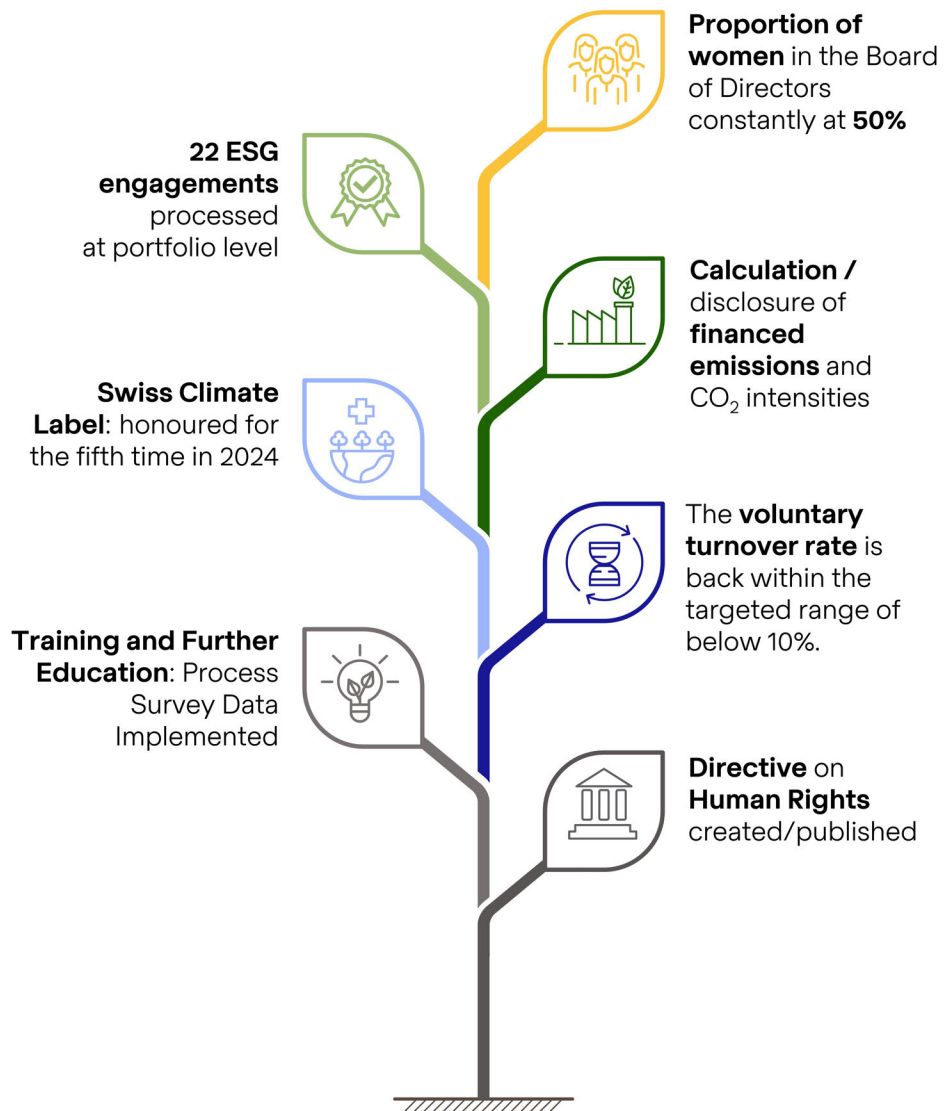 Proportion of
women in the Board
of Directors
constantly at 50%
22 ESG
engagements
processed
at portfolio level
Calculation /
disclosure of
financed
emissions and
CO₂ intensities
Swiss Climate
Label: honoured for
the fifth time in 2024
The voluntary
turnover rate is
back within the
targeted range of
below 10%.
Training and Further
Education: Process
Survey Data
Implemented
Directive on
Human Rights
created/published